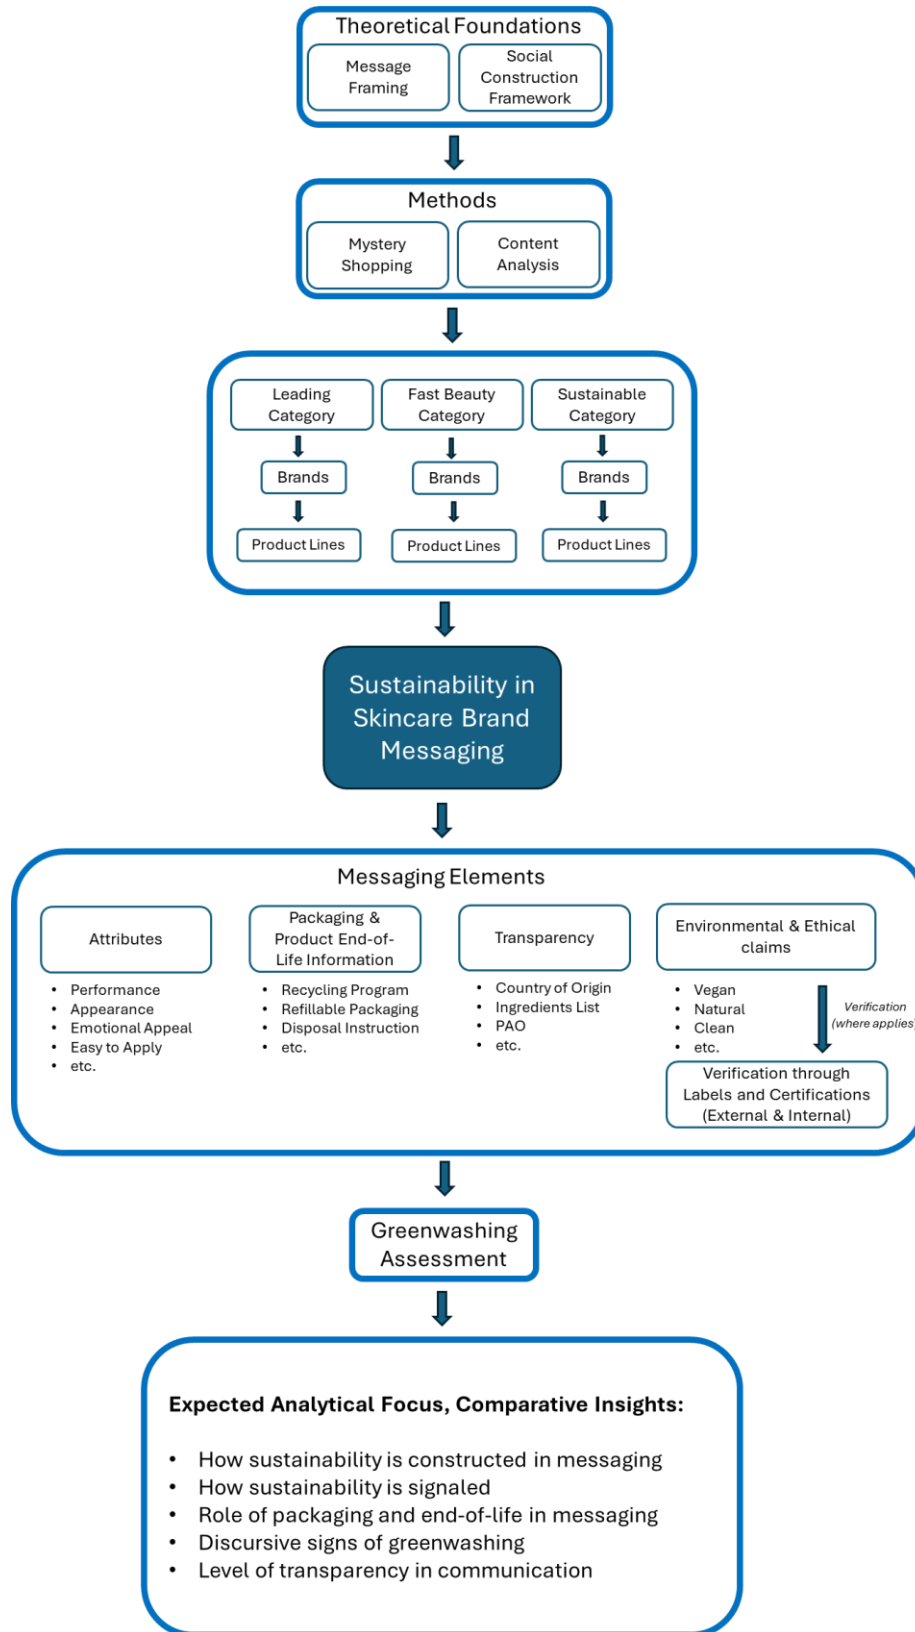 Theoretical Foundations
Message
Framing
Social
Construction
Framework
Methods
Mystery
Shopping
Content
Analysis
Leading
Category
Fast Beauty
Category
Sustainable
Category
Brands
Brands
Brands
Product Lines
Product Lines
Product Lines
Sustainability in
Skincare Brand
Messaging
Messaging Elements
Attributes
• Performance
• Appearance
• Emotional Appeal
• Easy to Apply
• etc.
Packaging &
Product End-of-
Life Information
• Recycling Program
• Refillable Packaging
• Disposal Instruction
• etc.
Transparency
• Country of Origin
• Ingredients List
• PAO
• etc.
Environmental & Ethical
claims
• Vegan
• Natural
• Clean
• etc.
Verification
(where applies)
Verification through
Labels and Certifications
(External & Internal)
Greenwashing
Assessment
Expected Analytical Focus, Comparative Insights:
• How sustainability is constructed in messaging
• How sustainability is signaled
• Role of packaging and end-of-life in messaging
• Discursive signs of greenwashing
• Level of transparency in communication